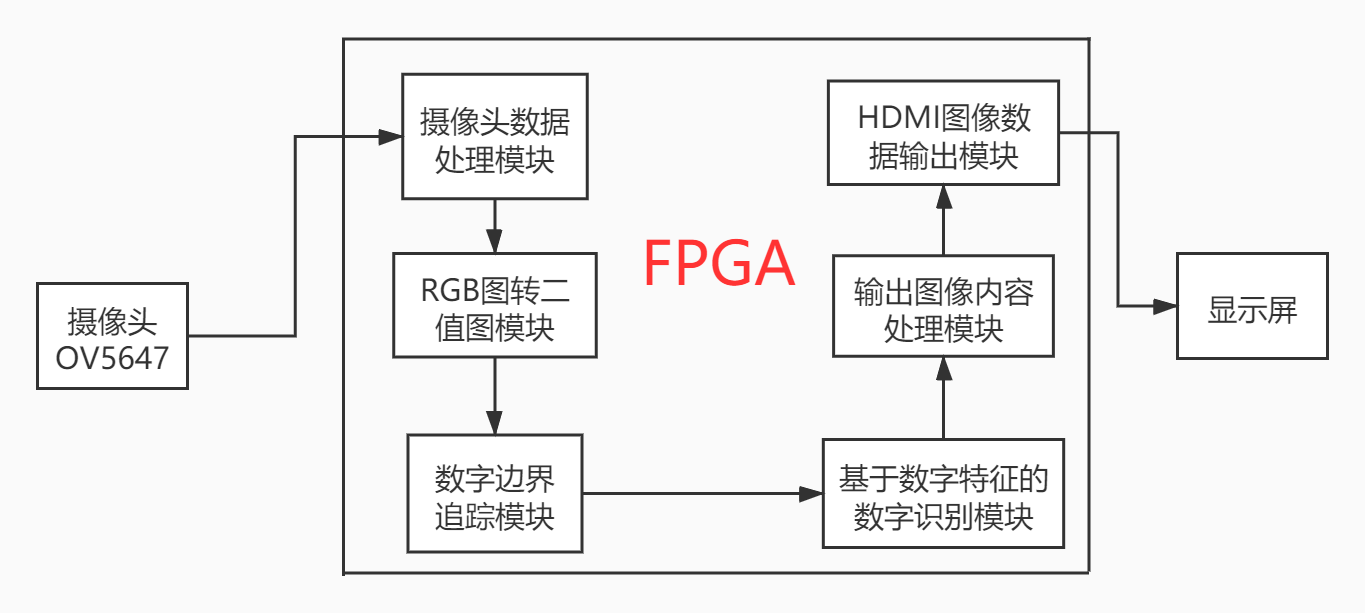 摄像头
OV5647
摄像头数据
处理模块
RGB图转二
值图模块
数字边界
追踪模块
FPGA
基于数字特征的
数字识别模块
输出图像内容
处理模块
HDMI图像数
据输出模块
显示屏